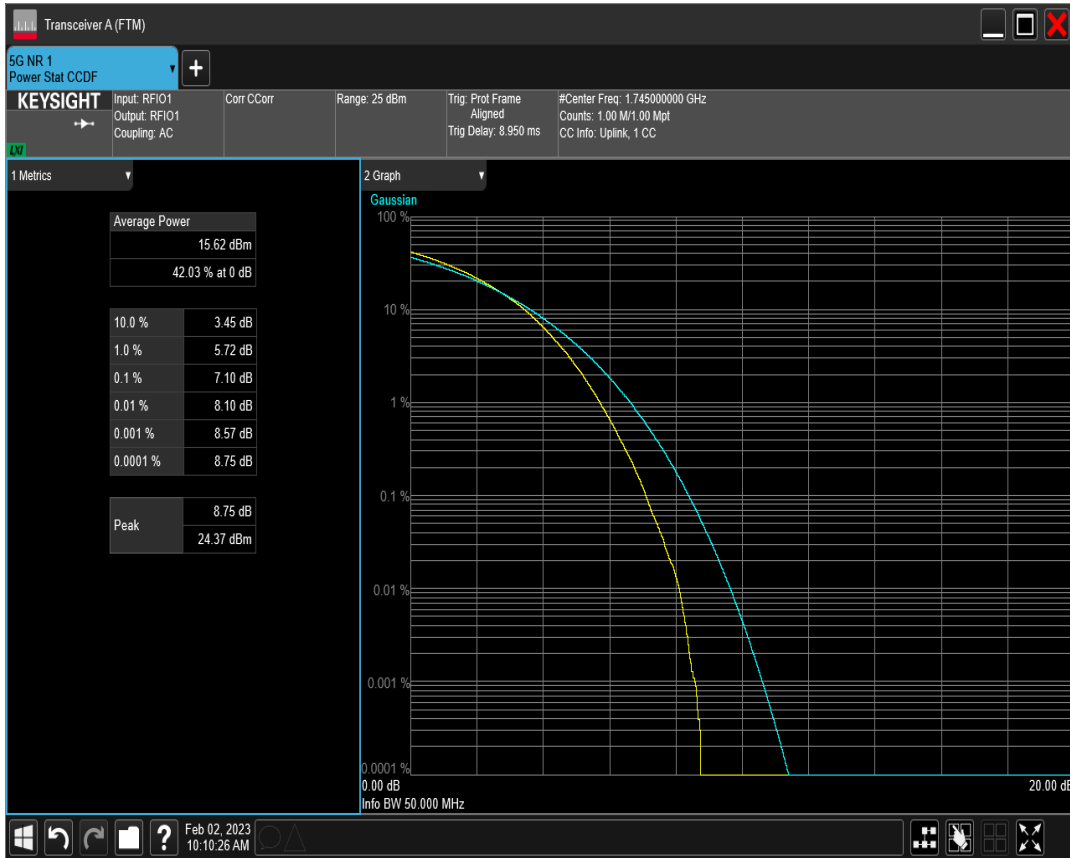 Transceiver A (FTM)
5G NR 1
Power Stat CCDF
+
KEYSIGHT
LXI
Input: RFIO1
Output: RFIO1
Coupling: AC
Corr CCorr
Range: 25 dBm
Trig: Prot Frame
Aligned
Trig Delay: 8.950 ms
#Center Freq: 1.745000000 GHz
Counts: 1.00 M/1.00 Mpt
CC Info: Uplink, 1 CC
1 Metrics
Average Power
15.62 dBm
42.03 % at 0 dB
10.0 % 3.45 dB
1.0 % 5.72 dB
0.1 % 7.10 dB
0.01 % 8.10 dB
0.001 % 8.57 dB
0.0001 % 8.75 dB
Peak
8.75 dB
24.37 dBm
2 Graph
Gaussian
100 %
10 %
1 %
0.1 %
0.01 %
0.001 %
0.0001 %
0.00 dB
20.00 dB
Info BW 50.000 MHz
?
Feb 02, 2023
10:10:26 AM